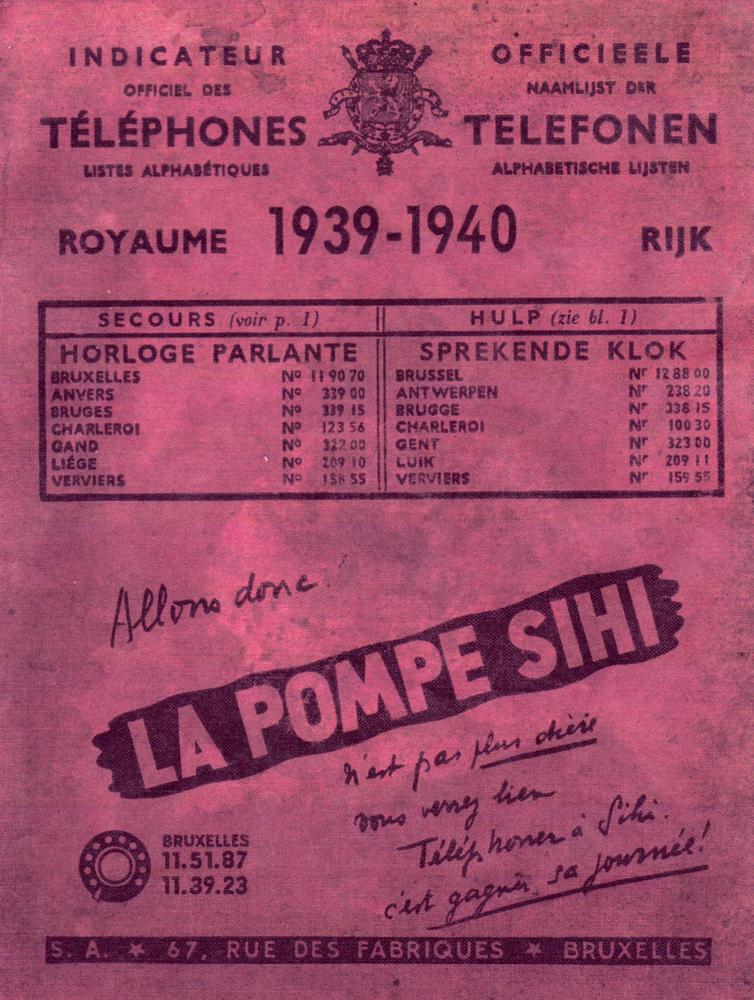 INDICATEUR
OFFICIEL DES
TÉLÉPHONES
LISTES ALPHABÉTIQUES
OFFICIEELE
NAAMLIJST DER
TELEFONEN
ALPHABETISCHE LIJSTEN
ROYAUME 1939-1940 RIJK
SECOURS (voir p. 1)
HORLOGE PARLANTE
BRUXELLES Nº 11 90 70
ANVERS Nº 339 00
BRUGES Nº 339 15
CHARLEROI Nº 123 56
GAND Nº 322 00
LIÉGE Nº 209 10
VERVIERS Nº 158 55
HULP (zie bl. 1)
SPREKENDE KLOK
BRUSSEL Nr 12 88 00
ANTWERPEN Nr 238 20
BRUGGE Nr 338 15
CHARLEROI Nr 100 30
GENT Nr 323 00
LUIK Nr 209 11
VERVIERS Nr 159 55
Allons donc
LA POMPE SIHI
n'est pas plus chère
vous verrez bien
Téléphoner à Sihi.
c'est gagner sa journée!
BRUXELLES
11.51.87
11.39.23
S. A. ★ 67, RUE DES FABRIQUES ★ BRUXELLES